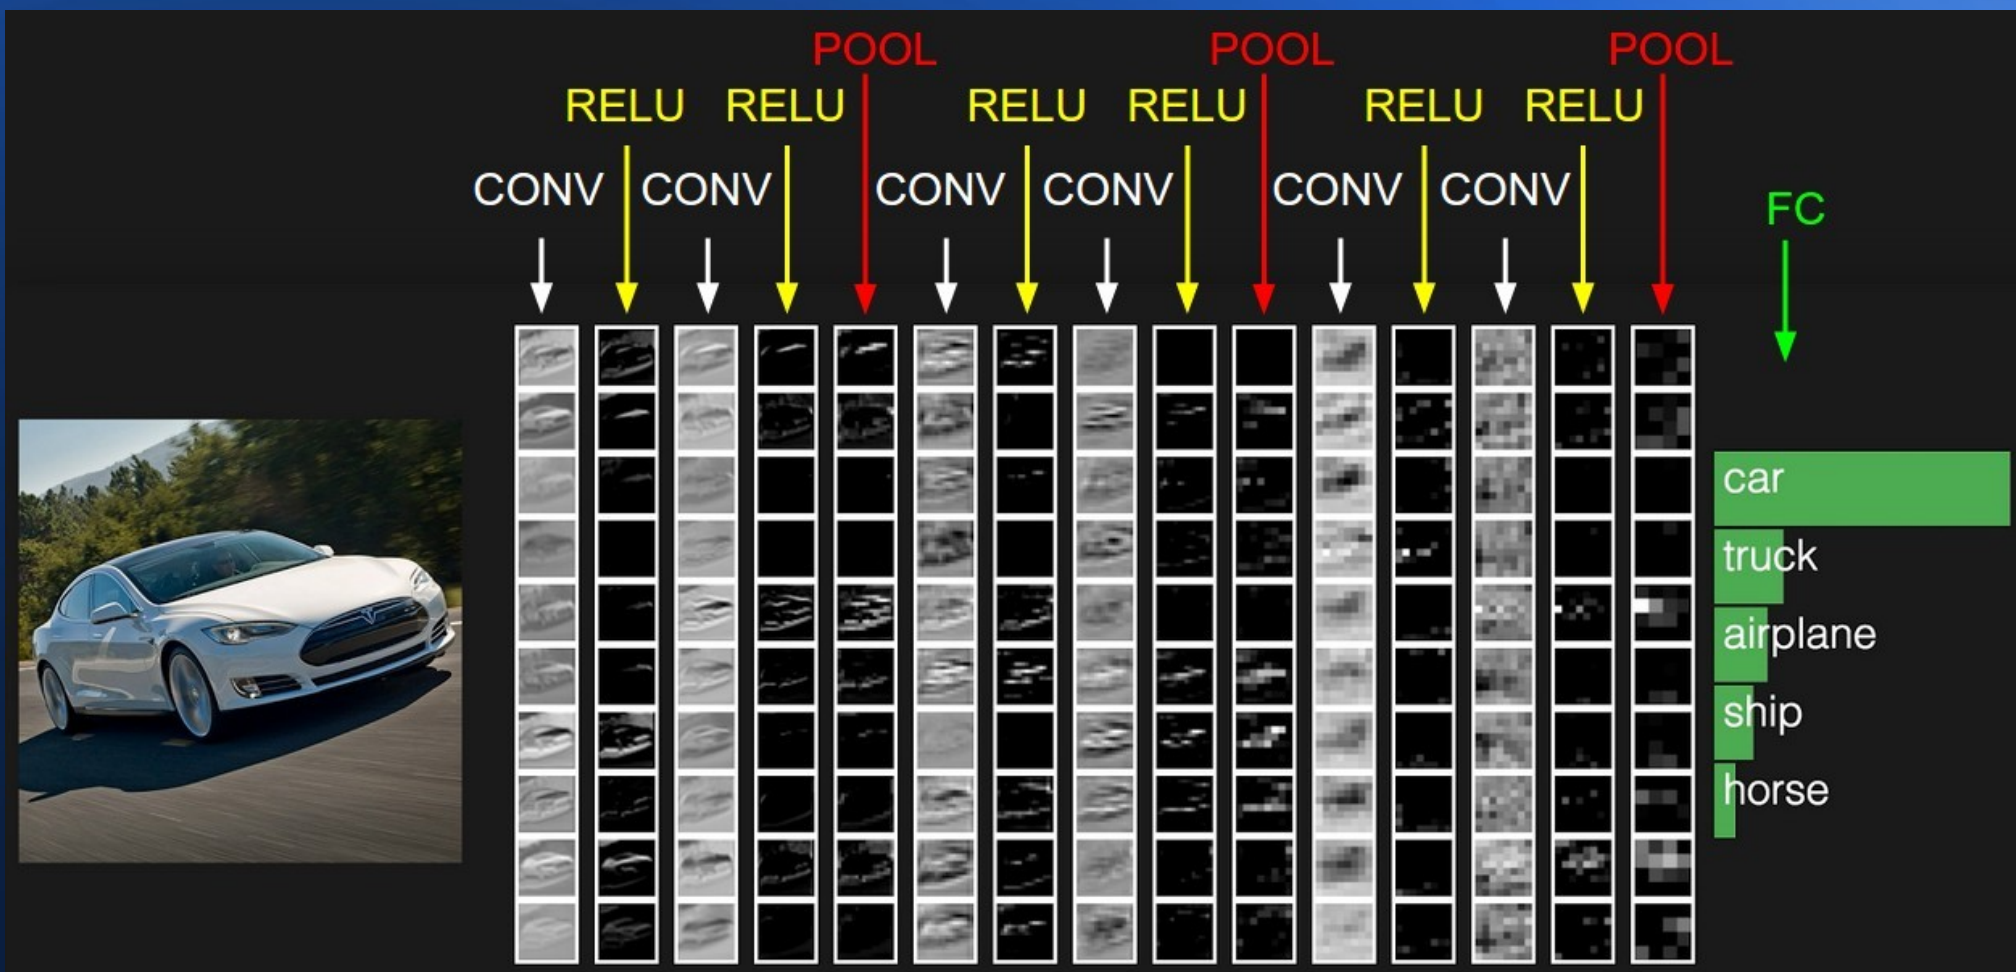 POOL POOL POOL
RELU RELU RELU RELU RELU RELU
CONV CONV CONV CONV CONV CONV
FC
car
truck
airplane
ship
horse